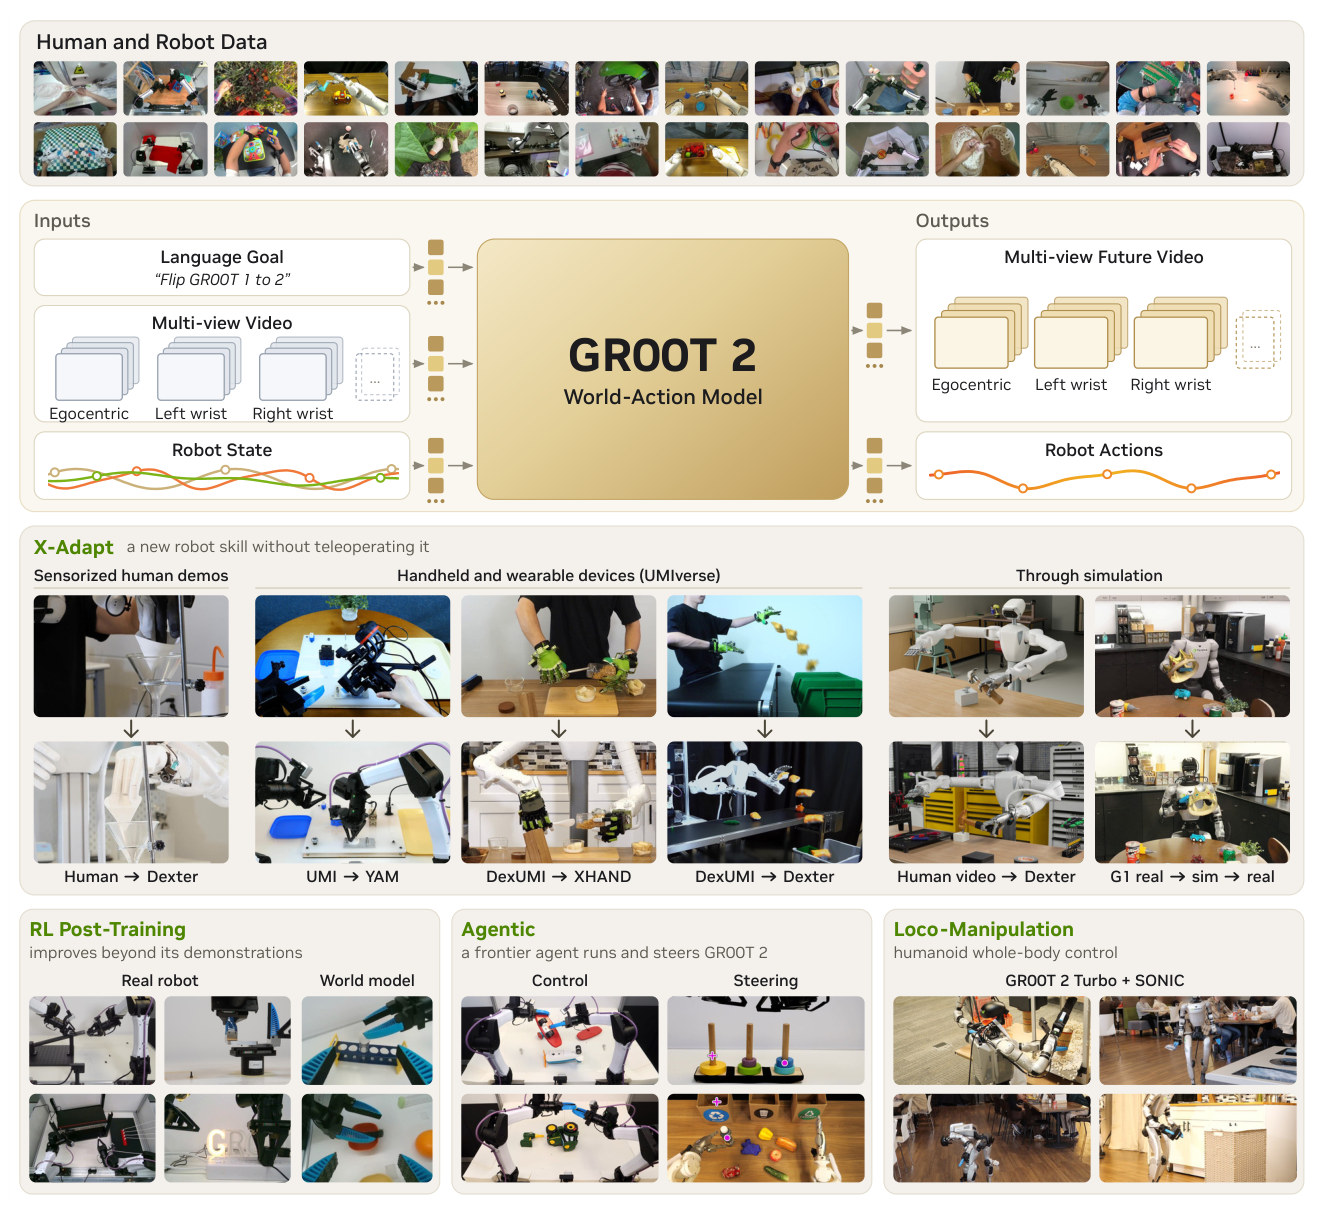 Human and Robot Data
Inputs
Outputs
Language Goal
“Flip GR00T 1 to 2”
Multi-view Video
...
Egocentric
Left wrist
Right wrist
Robot State
GR00T 2
World-Action Model
Multi-view Future Video
...
Egocentric
Left wrist
Right wrist
Robot Actions
X-Adapt a new robot skill without teleoperating it
Sensorized human demos
Handheld and wearable devices (UMIverse)
Through simulation
Human → Dexter
UMI → YAM
DexUMI → XHAND
DexUMI → Dexter
Human video → Dexter
G1 real → sim → real
RL Post-Training
improves beyond its demonstrations
Real robot
World model
GR
Agentic
a frontier agent runs and steers GR00T 2
Control
Steering
Loco-Manipulation
humanoid whole-body control
GR00T 2 Turbo + SONIC